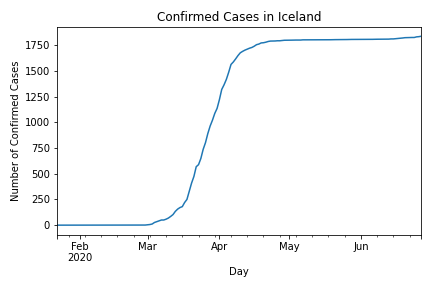 Confirmed Cases in Iceland
Number of Confirmed Cases
1750
1500
1250
1000
750
500
250
0
Feb Mar Apr May Jun
2020
Day